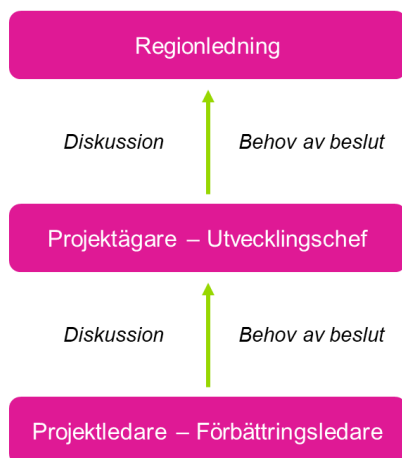 Regionledning
Diskussion Behov av beslut
Projektägare – Utvecklingschef
Diskussion Behov av beslut
Projektledare – Förbättringsledare